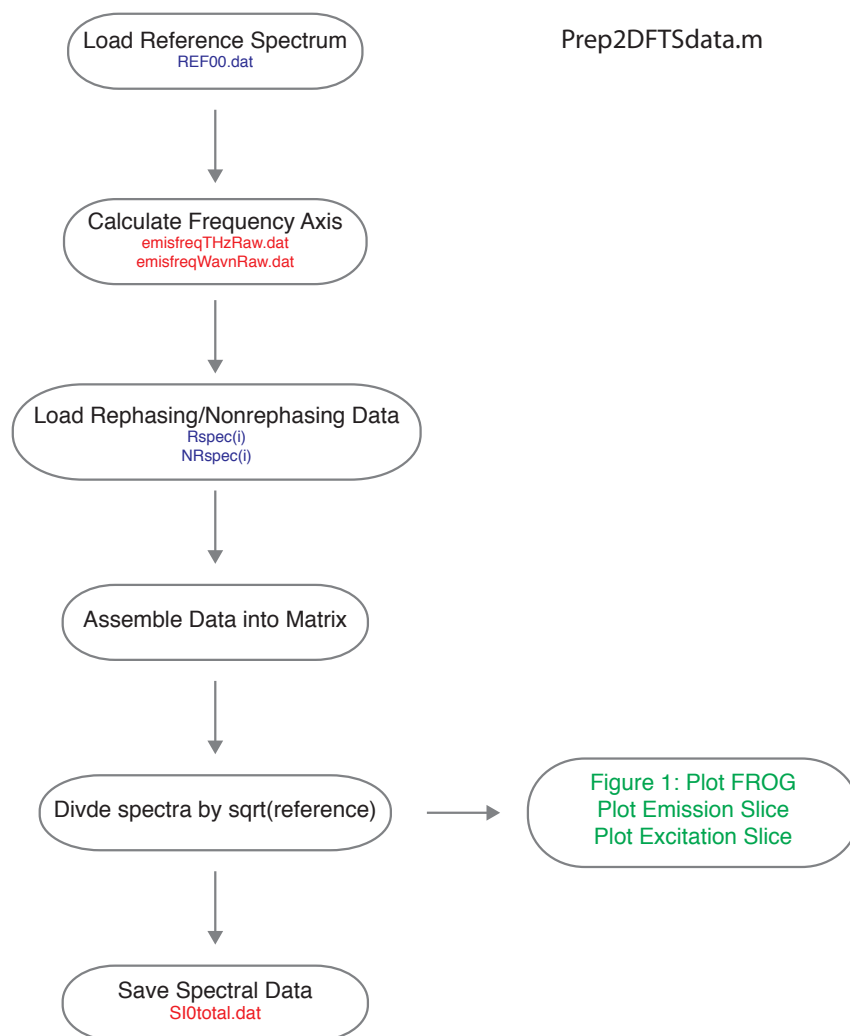 Load Reference Spectrum
REF00.dat
Prep2DFTSdata.m
Calculate Frequency Axis
emisfreqTHzRaw.dat
emisfreqWavnRaw.dat
Load Rephasing/Nonrephasing Data
Rspec(i)
NRspec(i)
Assemble Data into Matrix
Divde spectra by sqrt(reference)
Figure 1: Plot FROG
Plot Emission Slice
Plot Excitation Slice
Save Spectral Data
SI0total.dat